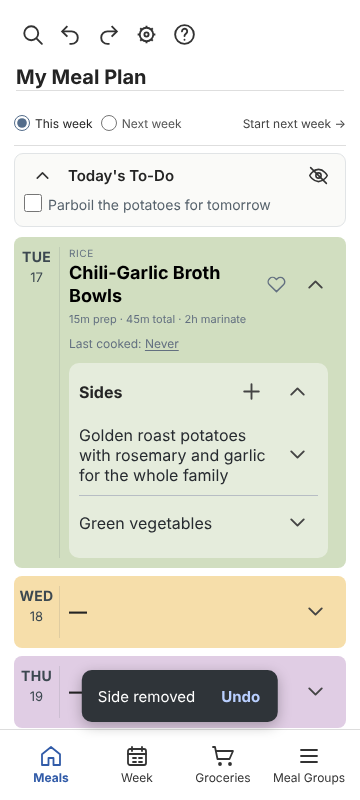 My Meal Plan
This week
Next week
Start next week →
Today's To-Do
Parboil the potatoes for tomorrow
TUE
17
RICE
Chili-Garlic Broth
Bowls
15m prep · 45m total · 2h marinate
Last cooked: Never
Sides
Golden roast potatoes
with rosemary and garlic
for the whole family
Green vegetables
WED
18
—
THU
19
—
Side removed
Undo
Meals
Week
Groceries
Meal Groups